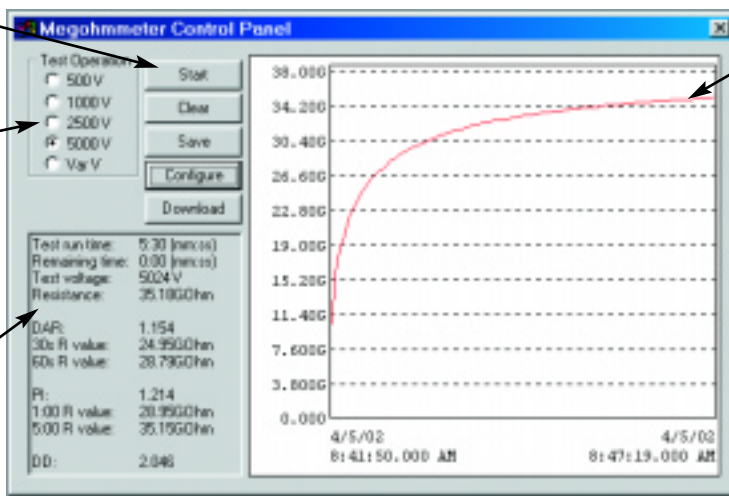 Megohmmeter Control Panel
Test Operation
500 V
1000 V
2500 V
5000 V
Var V
Start
Clear
Save
Configure
Download
Test run time: 5:30 (mm:ss)
Remaining time: 0:00 (mm:ss)
Test voltage: 5024 V
Resistance: 35.18GOhm
DAR: 1.154
30s R value: 24.95GOhm
60s R value: 28.79GOhm
PI: 1.214
1:00 R value: 28.95GOhm
5:00 R value: 35.15GOhm
DD: 2.046
38.00G
34.20G
30.40G
26.60G
22.80G
19.00G
15.20G
11.40G
7.600G
3.800G
0.000
4/5/02
8:41:50.000 AM
4/5/02
8:47:19.000 AM